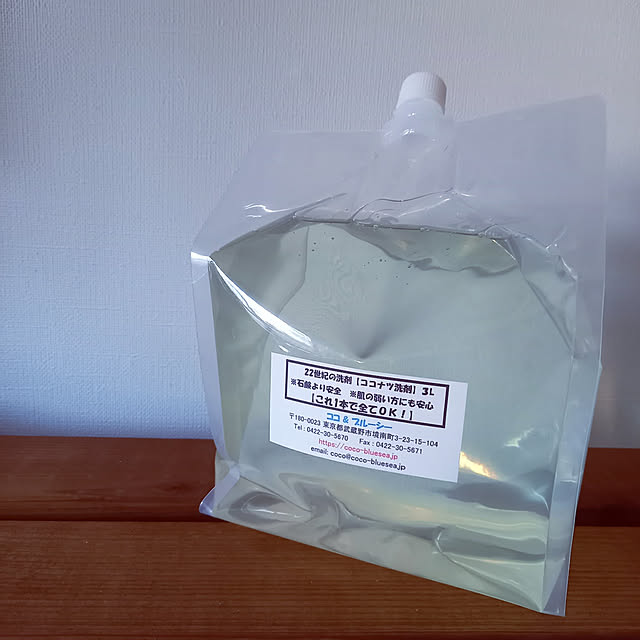 22世紀の洗剤【ココナツ洗剤】3L
※石鹸より安全 ※肌の弱い方にも安心
【これ1本で全てOK!】
ココ & ブルーシー
〒180-0023 東京都武蔵野市境南町3-23-15-104
Tel : 0422-30-5670 Fax : 0422-30-5671
https://coco-bluesea.jp
email: coco@coco-bluesea.jp